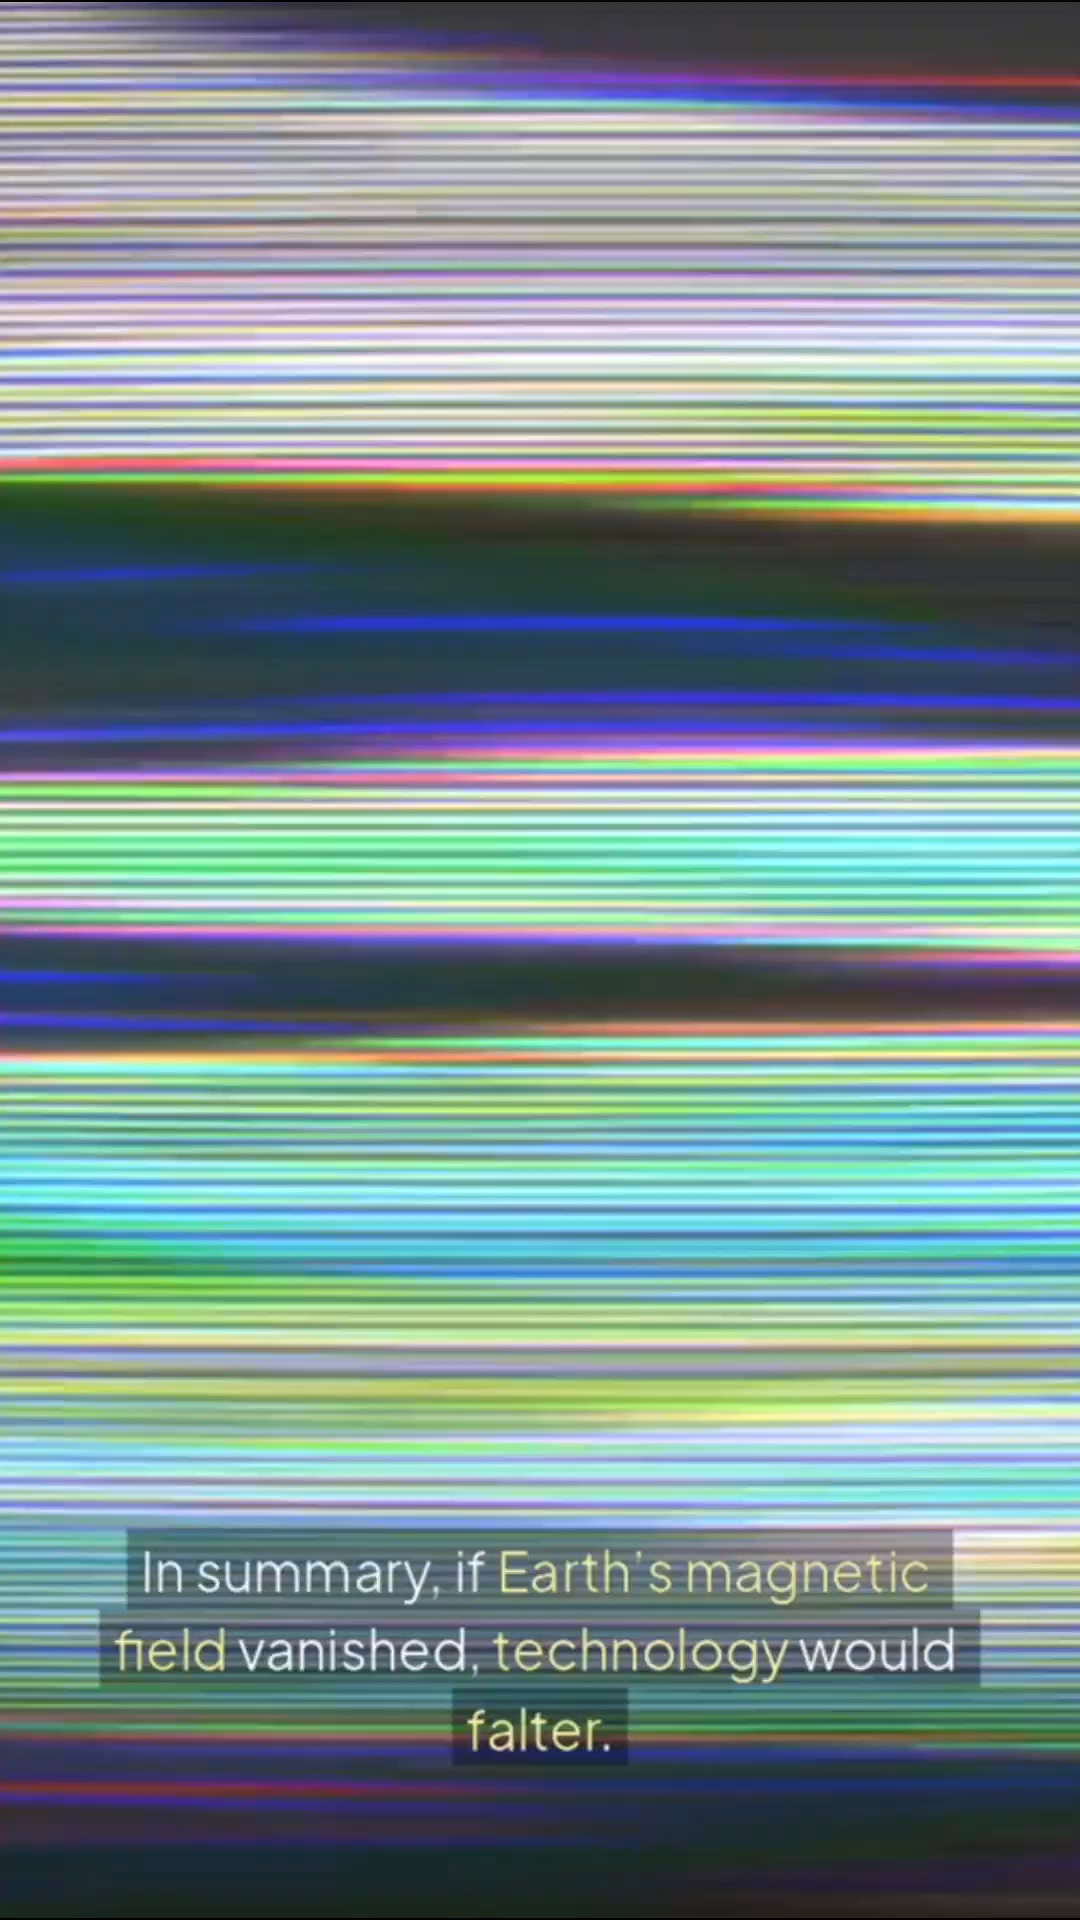 In summary, if Earth's magnetic
field vanished, technology would
falter.